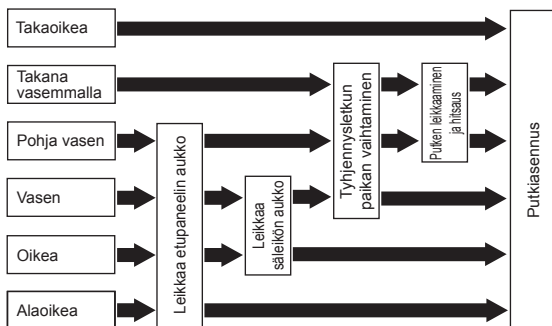 Takaoikea
Takana
vasemmalla
Pohja vasen
Vasen
Oikea
Alaoikea
Leikkaa etupaneelin aukko
Leikkaa
säleikön aukko
Tyhjennysletkun
paikan vaihtaminen
Putken leikkaaminen
ja hitsaus
Putkiasennus